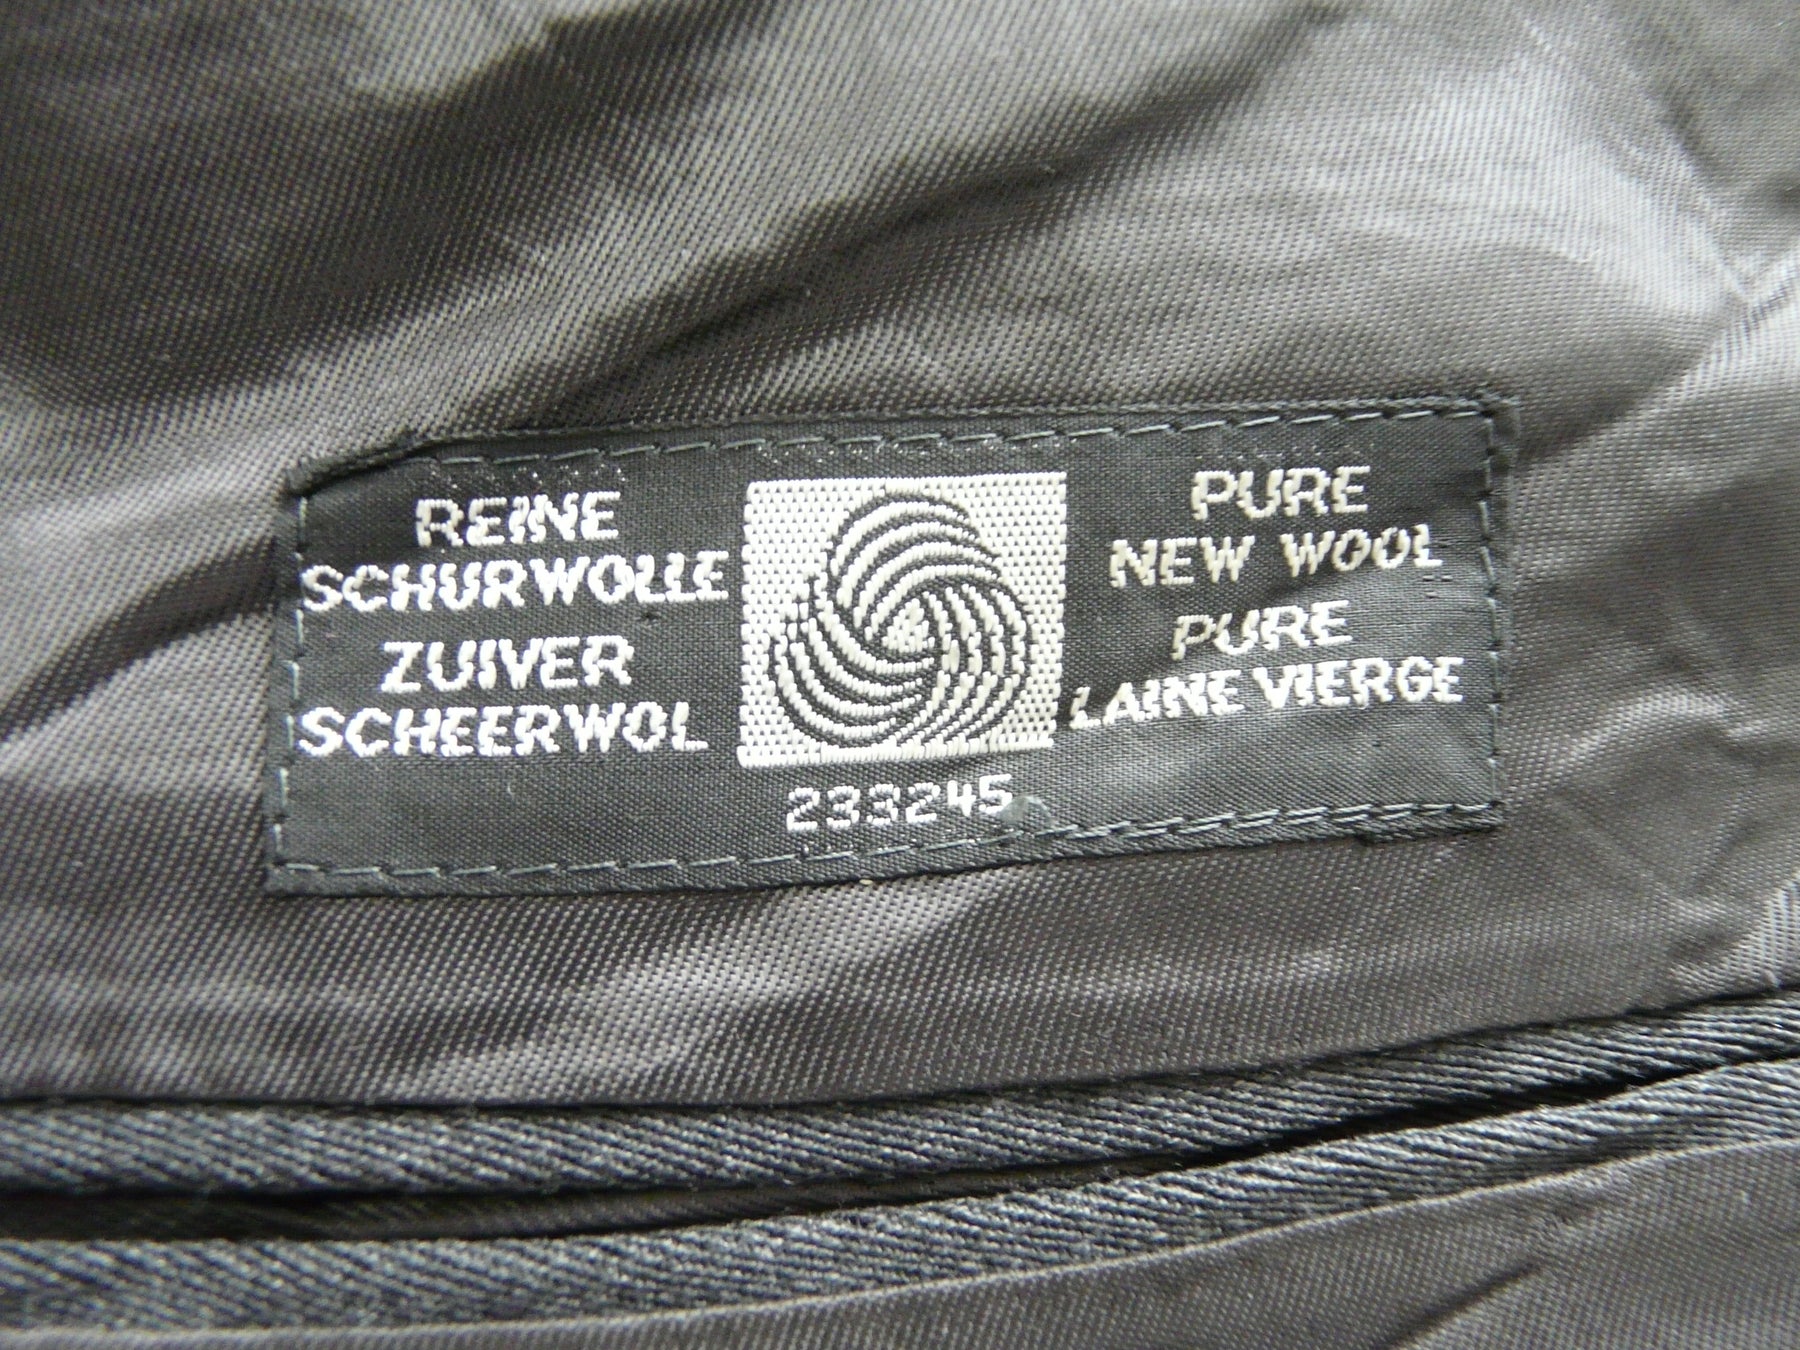 REINE
SCHURWOLLE
ZUIVER
SCHEERWOL
233245
PURE
NEW WOOL
PURE
LAINE VIERGE